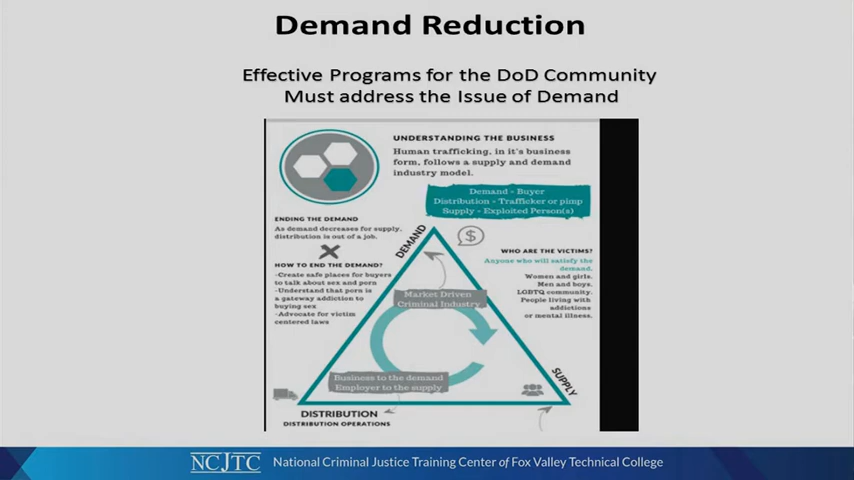 Demand Reduction
Effective Programs for the DoD Community
Must address the Issue of Demand
UNDERSTANDING THE BUSINESS
Human trafficking, in it's business
form, follows a supply and demand
industry model.
Demand = Buyer
Distribution = Trafficker or pimp
Supply = Exploited Person(s)
ENDING THE DEMAND
As demand decreases for supply,
distribution is out of a job.
HOW TO END THE DEMAND?
-Create safe places for buyers
to talk about sex and porn
-Understand that porn is
a gateway addiction to
buying sex
-Advocate for victim
centered laws
DEMAND
$
WHO ARE THE VICTIMS?
Anyone who will satisfy the
demand.
Women and girls.
Men and boys.
LGBTQ community.
People living with
addictions
or mental illness.
Market Driven
Criminal Industry
Business to the demand
Employer to the supply
SUPPLY
DISTRIBUTION
DISTRIBUTION OPERATIONS
NCJTC
National Criminal Justice Training Center of Fox Valley Technical College